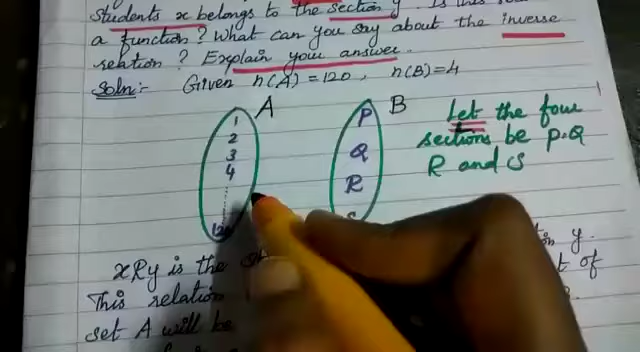 Students x belongs to the section y. Is this
a function? What can you say about the inverse
relation? Explain your answer.
Soln:- Given n(A) = 120, n(B) = 4
A B
1 P
2 Q
3 R
4 S
Let the four
sections be P.Q
R and S
xRy is the y.
This relation t of
set A will be